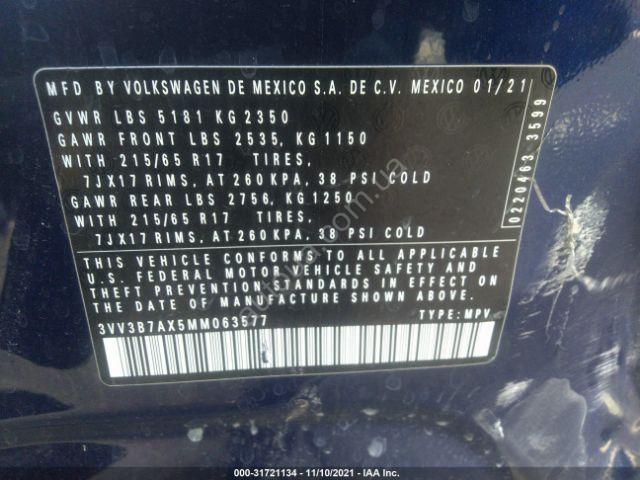 MFD BY VOLKSWAGEN DE MEXICO S.A. DE C.V. MEXICO 01/21
GVWR LBS 5181 KG 2350
GAWR FRONT LBS 2535, KG 1150
WITH 215/65 R17 TIRES,
7JX17 RIMS, AT 260 KPA, 38 PSI COLD
GAWR REAR LBS 2756, KG 1250
WITH 215/65 R17 TIRES,
7JX17 RIMS, AT 260 KPA, 38 PSI COLD
THIS VEHICLE CONFORMS TO ALL APPLICABLE
U.S. FEDERAL MOTOR VEHICLE SAFETY AND
THEFT PREVENTION STANDARDS IN EFFECT ON
THE DATE OF MANUFACTURE SHOWN ABOVE.
3VV3B7AX5MM063577 TYPE: MPV
0220463 3599
000-31721134 - 11/10/2021 - IAA Inc.